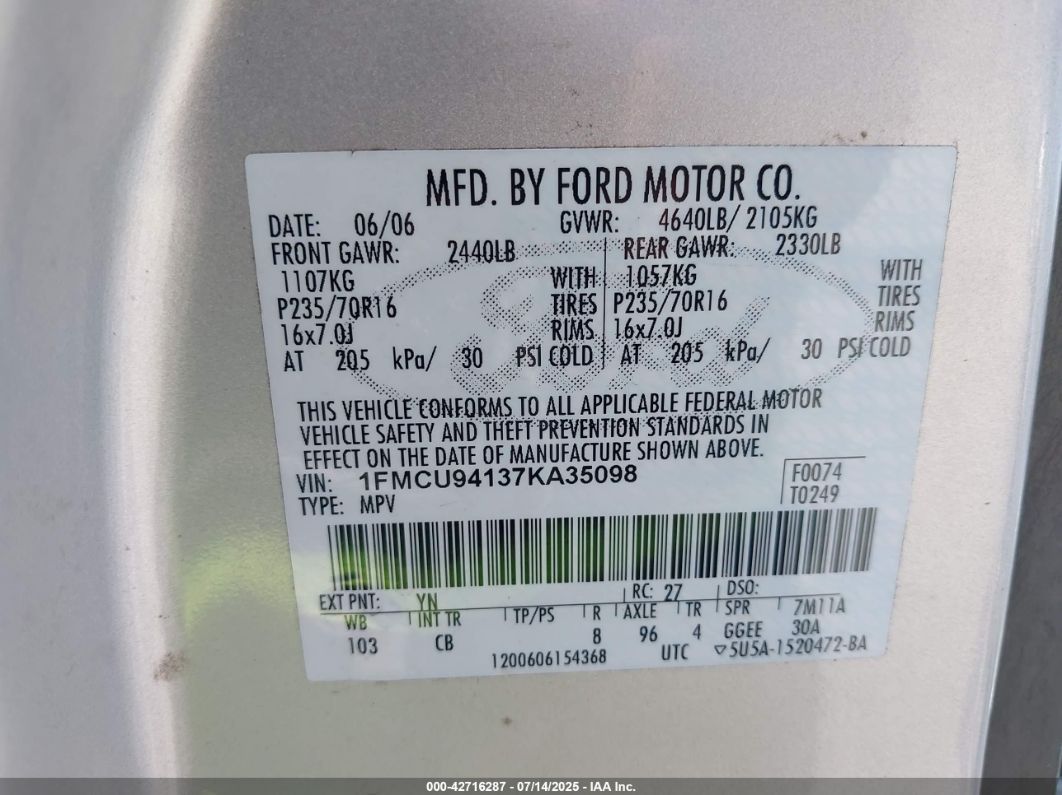 MFD. BY FORD MOTOR CO.
DATE: 06/06 GVWR: 4640LB/ 2105KG
FRONT GAWR: 2440LB REAR GAWR: 2330LB
1107KG WITH 1057KG WITH
P235/70R16 TIRES P235/70R16 TIRES
16x7.0J RIMS 16x7.0J RIMS
AT 205 kPa/ 30 PSI COLD AT 205 kPa/ 30 PSI COLD
THIS VEHICLE CONFORMS TO ALL APPLICABLE FEDERAL MOTOR
VEHICLE SAFETY AND THEFT PREVENTION STANDARDS IN
EFFECT ON THE DATE OF MANUFACTURE SHOWN ABOVE.
VIN: 1FMCU94137KA35098 F0074
TYPE: MPV T0249
EXT PNT: YN RC: 27 DSO:
WB INT TR TP/PS R AXLE TR SPR 7M11A
103 CB 8 96 4 GGEE 30A
1200606154368 UTC ▽5U5A-1520472-BA
000-42716287 - 07/14/2025 - IAA Inc.